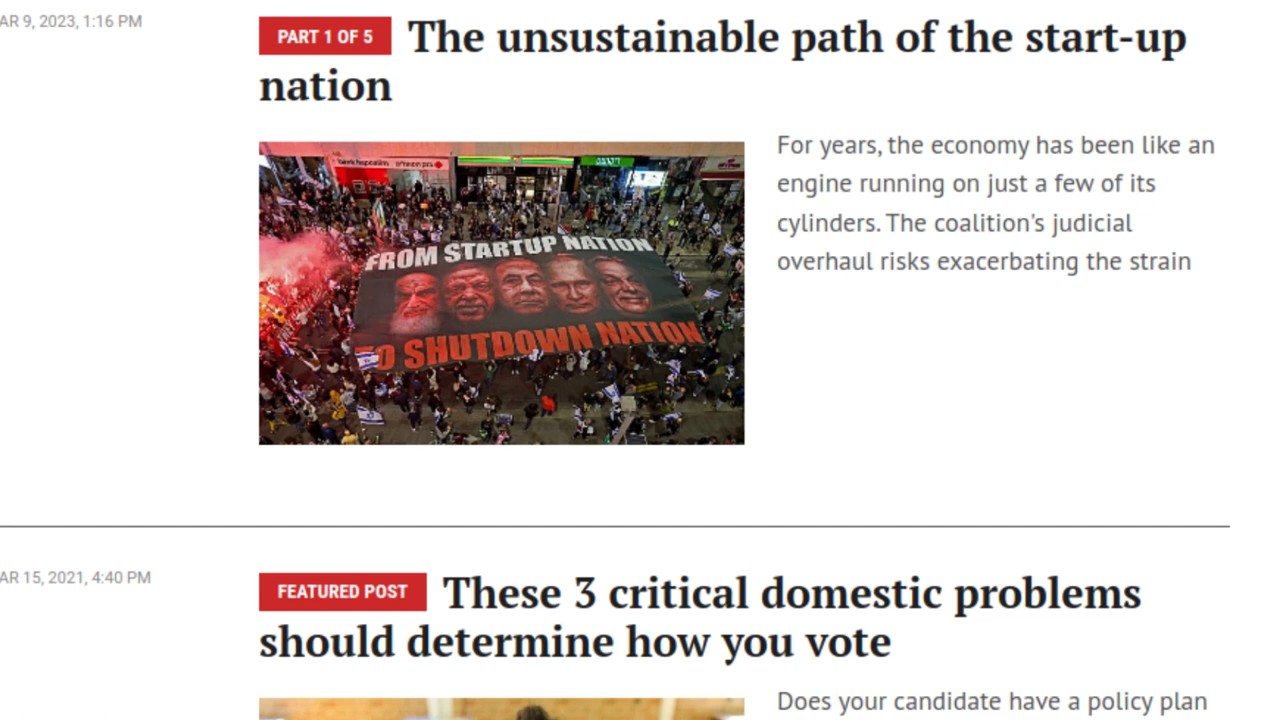 AR 9, 2023, 1:16 PM
PART 1 OF 5 The unsustainable path of the start-up
nation
For years, the economy has been like an
engine running on just a few of its
cylinders. The coalition's judicial
overhaul risks exacerbating the strain
FROM STARTUP NATION
TO SHUTDOWN NATION
AR 15, 2021, 4:40 PM
FEATURED POST These 3 critical domestic problems
should determine how you vote
Does your candidate have a policy plan